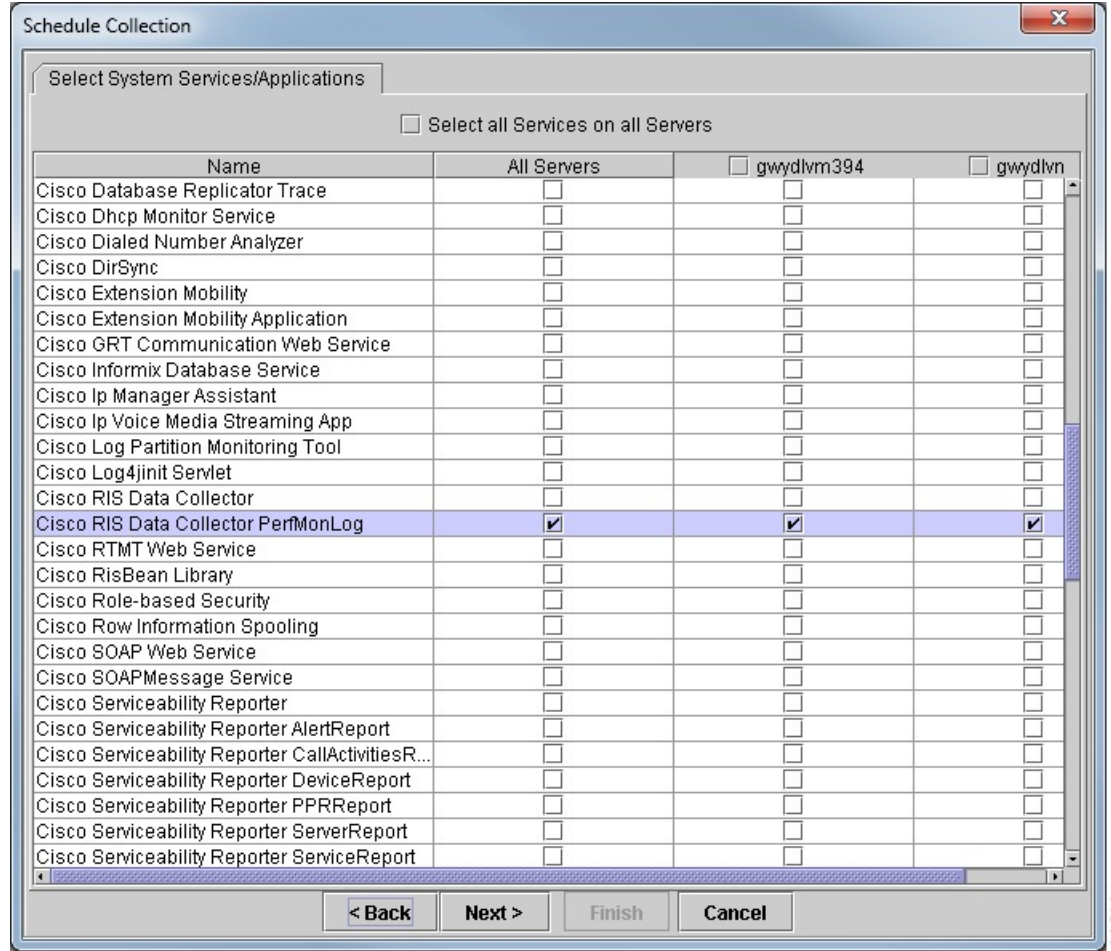 Schedule Collection
Select System Services/Applications
Select all Services on all Servers
Name All Servers gwydlvm394 gwydlvn
Cisco Database Replicator Trace
Cisco Dhcp Monitor Service
Cisco Dialed Number Analyzer
Cisco DirSync
Cisco Extension Mobility
Cisco Extension Mobility Application
Cisco GRT Communication Web Service
Cisco Informix Database Service
Cisco Ip Manager Assistant
Cisco Ip Voice Media Streaming App
Cisco Log Partition Monitoring Tool
Cisco Log4jinit Servlet
Cisco RIS Data Collector
Cisco RIS Data Collector PerfMonLog
Cisco RTMT Web Service
Cisco RisBean Library
Cisco Role-based Security
Cisco Row Information Spooling
Cisco SOAP Web Service
Cisco SOAPMessage Service
Cisco Serviceability Reporter
Cisco Serviceability Reporter AlertReport
Cisco Serviceability Reporter CallActivitiesR...
Cisco Serviceability Reporter DeviceReport
Cisco Serviceability Reporter PPRReport
Cisco Serviceability Reporter ServerReport
Cisco Serviceability Reporter ServiceReport
< Back Next > Finish Cancel